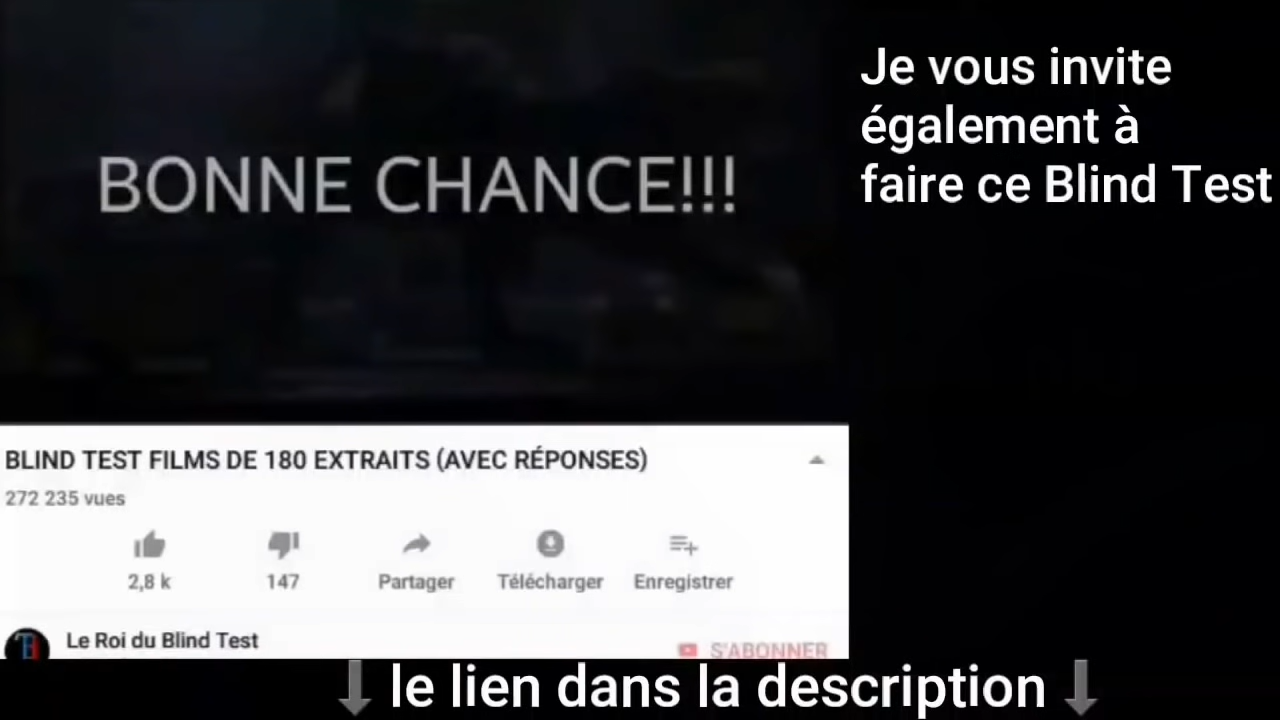 BONNE CHANCE!!!
Je vous invite
également à
faire ce Blind Test
BLIND TEST FILMS DE 180 EXTRAITS (AVEC RÉPONSES)
272 235 vues
2,8 k
147
Partager
Télécharger
Enregistrer
Le Roi du Blind Test
S'ABONNER
le lien dans la description